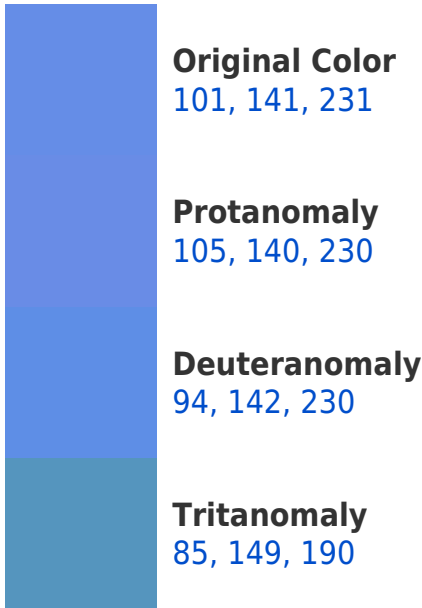 Original Color
101, 141, 231
Protanomaly
105, 140, 230
Deuteranomaly
94, 142, 230
Tritanomaly
85, 149, 190